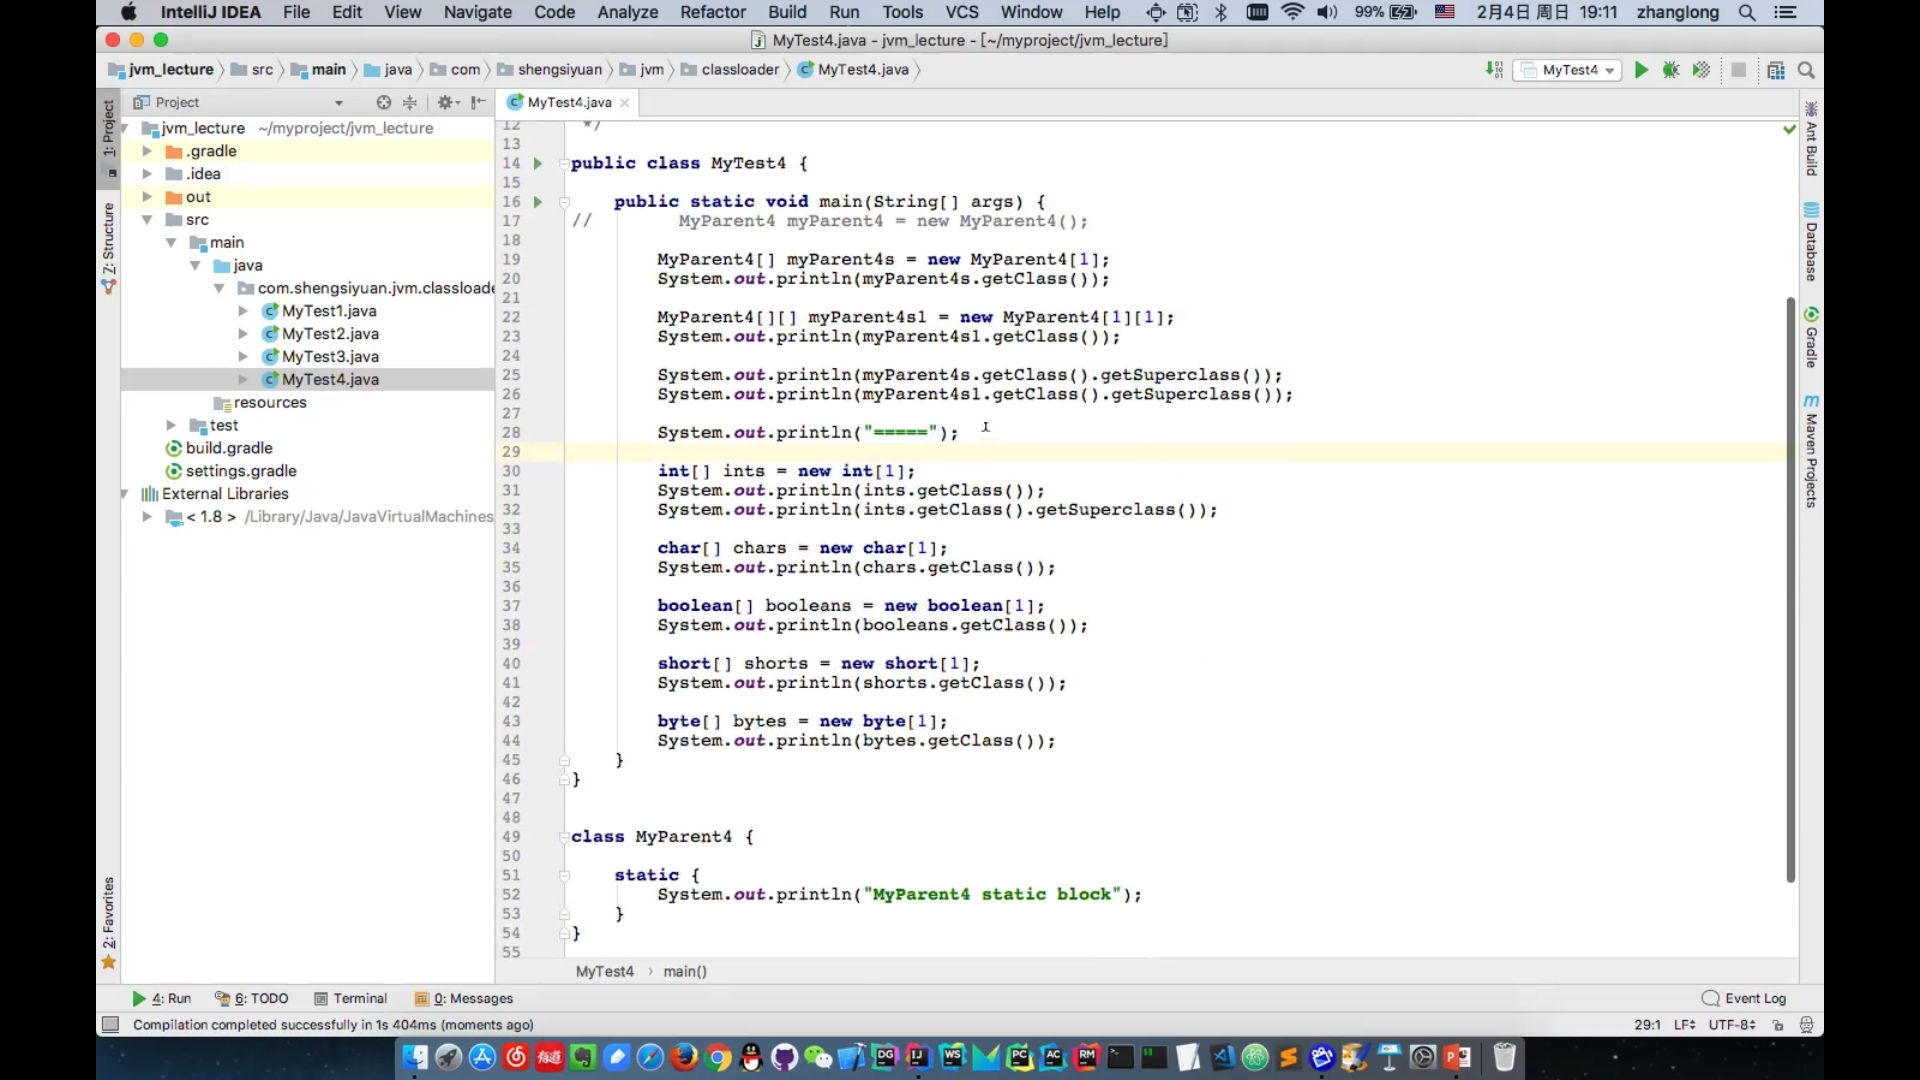 IntelliJ IDEA File Edit View Navigate Code Analyze Refactor Build Run Tools VCS Window Help 99% 2月4日 周日 19:11 zhanglong
MyTest4.java - jvm_lecture - [~/myproject/jvm_lecture]
jvm_lecture src main java com shengsiyuan jvm classloader MyTest4.java MyTest4
Project MyTest4.java
1: Project
Z: Structure
2: Favorites
jvm_lecture ~/myproject/jvm_lecture
.gradle
.idea
out
src
main
java
com.shengsiyuan.jvm.classloade
MyTest1.java
MyTest2.java
MyTest3.java
MyTest4.java
resources
test
build.gradle
settings.gradle
External Libraries
< 1.8 > /Library/Java/JavaVirtualMachines
12 */
13
14 public class MyTest4 {
15
16 public static void main(String[] args) {
17 // MyParent4 myParent4 = new MyParent4();
18
19 MyParent4[] myParent4s = new MyParent4[1];
20 System.out.println(myParent4s.getClass());
21
22 MyParent4[][] myParent4s1 = new MyParent4[1][1];
23 System.out.println(myParent4s1.getClass());
24
25 System.out.println(myParent4s.getClass().getSuperclass());
26 System.out.println(myParent4s1.getClass().getSuperclass());
27
28 System.out.println("=====");
29
30 int[] ints = new int[1];
31 System.out.println(ints.getClass());
32 System.out.println(ints.getClass().getSuperclass());
33
34 char[] chars = new char[1];
35 System.out.println(chars.getClass());
36
37 boolean[] booleans = new boolean[1];
38 System.out.println(booleans.getClass());
39
40 short[] shorts = new short[1];
41 System.out.println(shorts.getClass());
42
43 byte[] bytes = new byte[1];
44 System.out.println(bytes.getClass());
45 }
46 }
47
48
49 class MyParent4 {
50
51 static {
52 System.out.println("MyParent4 static block");
53 }
54 }
55
MyTest4 › main()
Ant Build
Database
Gradle
Maven Projects
4: Run 6: TODO Terminal 0: Messages Event Log
Compilation completed successfully in 1s 404ms (moments ago) 29:1 LF UTF-8
有道 DG IJ WS PC AC RM